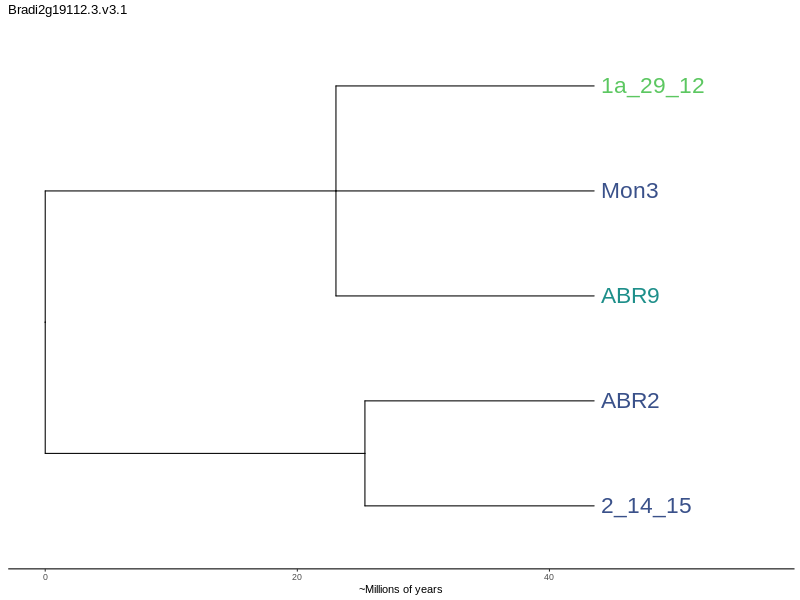 Bradi2g19112.3.v3.1
1a_29_12
Mon3
ABR9
ABR2
2_14_15
0 20 40
~Millions of years